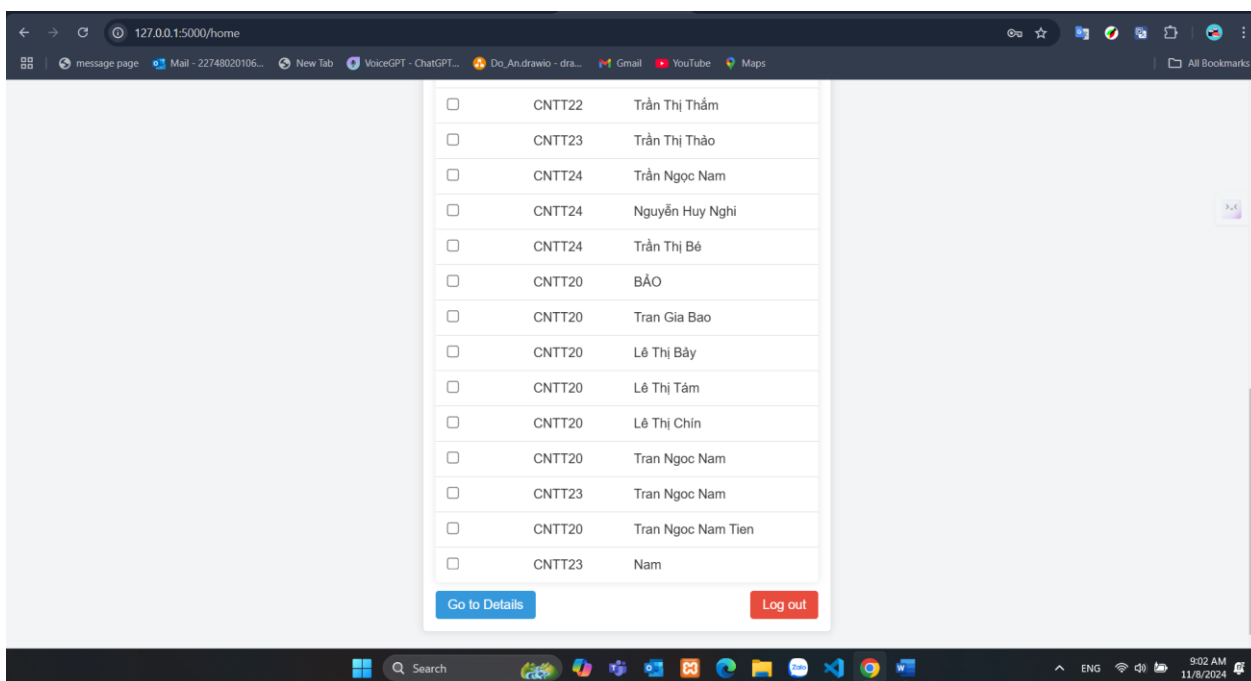 127.0.0.1:5000/home
message page Mail - 22748020106... New Tab VoiceGPT - ChatGPT... Do_An.drawio - dra... Gmail YouTube Maps All Bookmarks
CNTT22 Trần Thị Thắm
CNTT23 Trần Thị Thảo
CNTT24 Trần Ngọc Nam
CNTT24 Nguyễn Huy Nghi
CNTT24 Trần Thị Bé
CNTT20 BẢO
CNTT20 Tran Gia Bao
CNTT20 Lê Thị Bảy
CNTT20 Lê Thị Tám
CNTT20 Lê Thị Chín
CNTT20 Tran Ngoc Nam
CNTT23 Tran Ngoc Nam
CNTT20 Tran Ngoc Nam Tien
CNTT23 Nam
Go to Details Log out
Search Zalo ENG 9:02 AM
11/8/2024